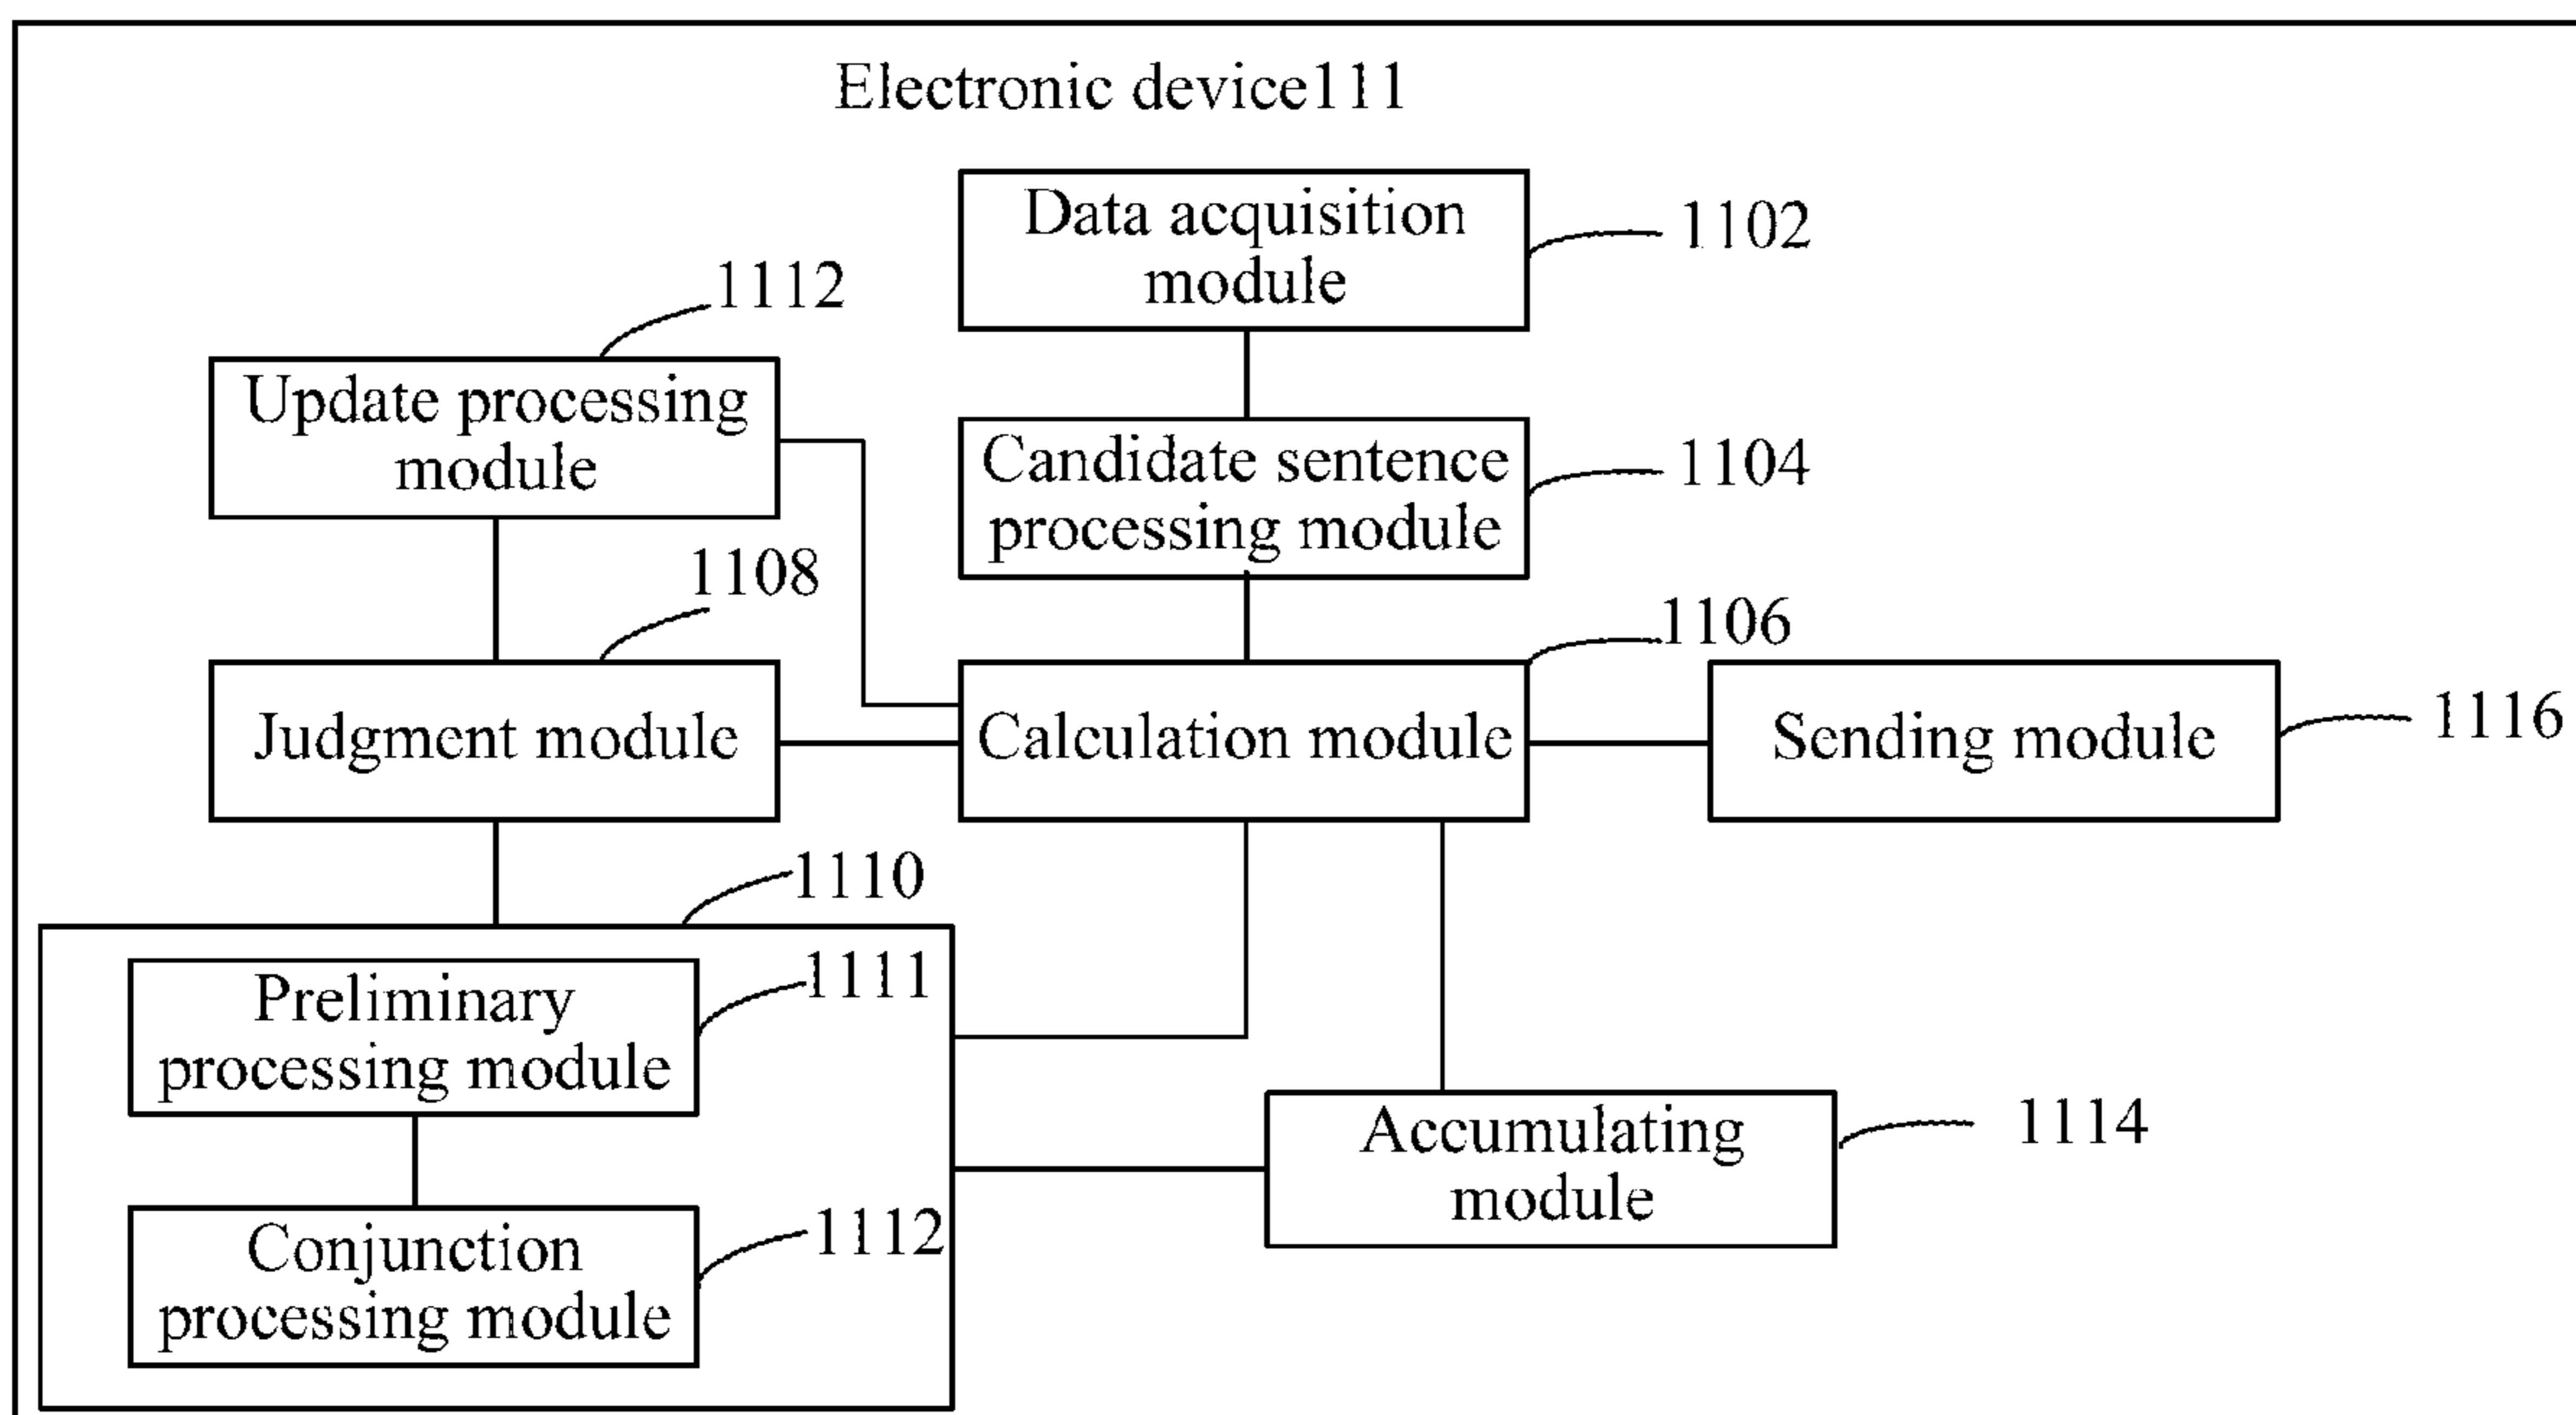 Electronic device111
Data acquisition
module
1102
1112
Update processing
module
Candidate sentence
processing module
1104
1108
1106
Judgment module
Calculation module
Sending module
1116
1110
Preliminary
processing module
1111
Accumulating
module
1114
Conjunction
processing module
1112